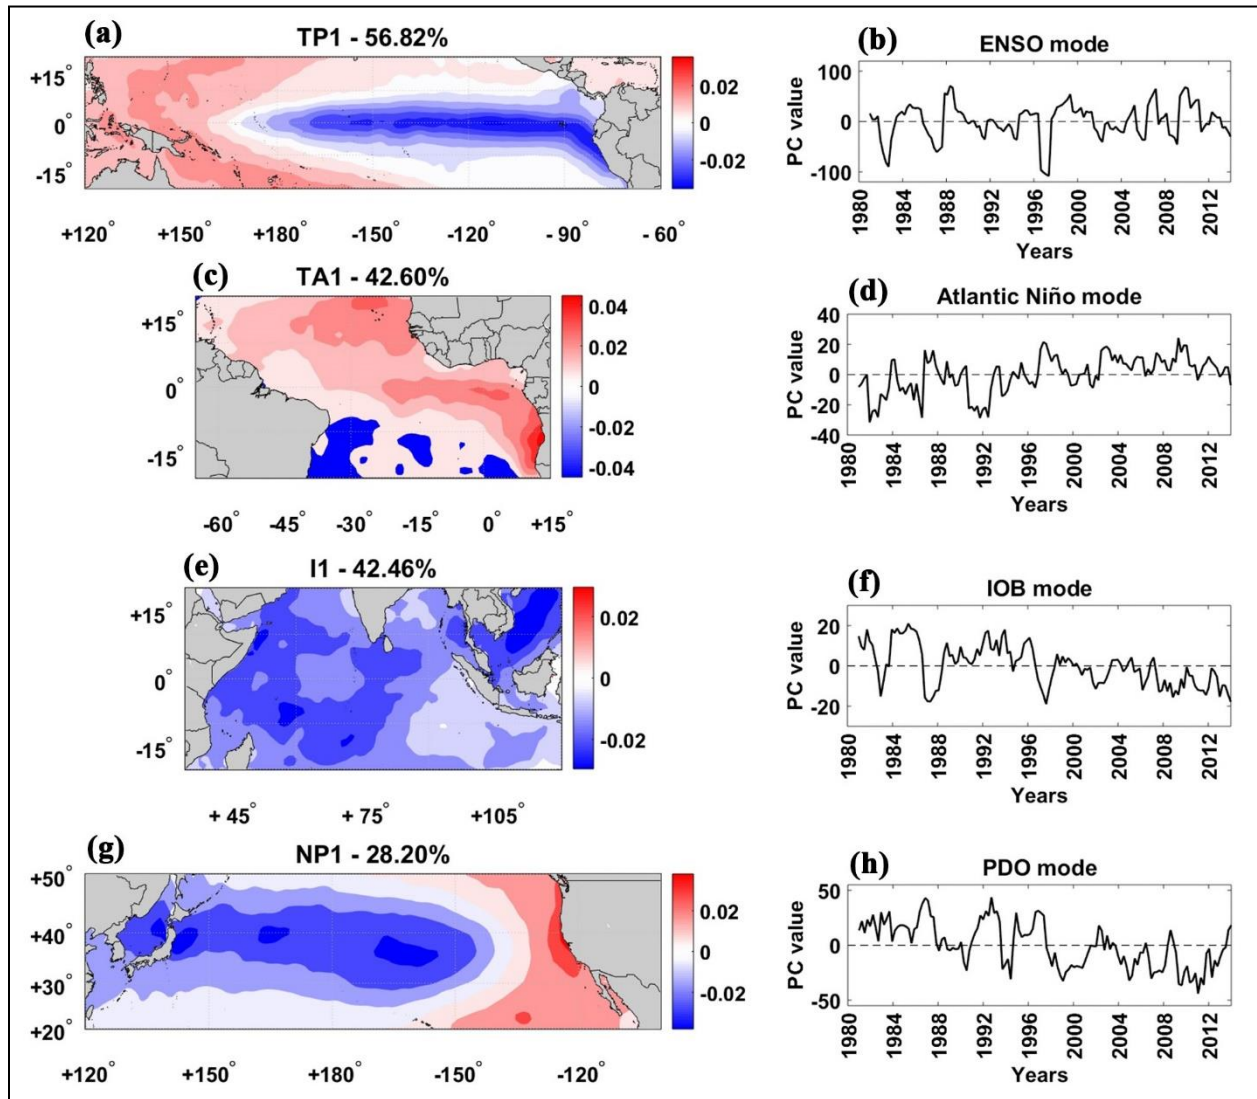 (a)
TP1 - 56.82%
+15°
0°
-15°
0.02
0
-0.02
+120° +150° +180° -150° -120° - 90° - 60°
(b)
ENSO mode
PC value
100
0
-100
1980 1984 1988 1992 1996 2000 2004 2008 2012
Years
(c)
TA1 - 42.60%
+15°
0°
-15°
0.04
0.02
0
-0.02
-0.04
-60° -45° -30° -15° 0° +15°
(d)
Atlantic Niño mode
PC value
40
20
0
-20
-40
1980 1984 1988 1992 1996 2000 2004 2008 2012
Years
(e)
I1 - 42.46%
+15°
0°
-15°
0.02
0
-0.02
+ 45° + 75° +105°
(f)
IOB mode
PC value
20
0
-20
1980 1984 1988 1992 1996 2000 2004 2008 2012
Years
(g)
NP1 - 28.20%
+50°
+40°
+30°
+20°
0.02
0
-0.02
+120° +150° +180° -150° -120°
(h)
PDO mode
PC value
50
0
-50
1980 1984 1988 1992 1996 2000 2004 2008 2012
Years